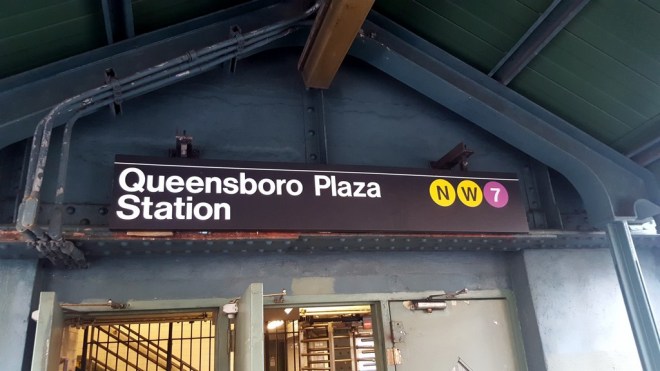 Queensboro Plaza N W 7
Station